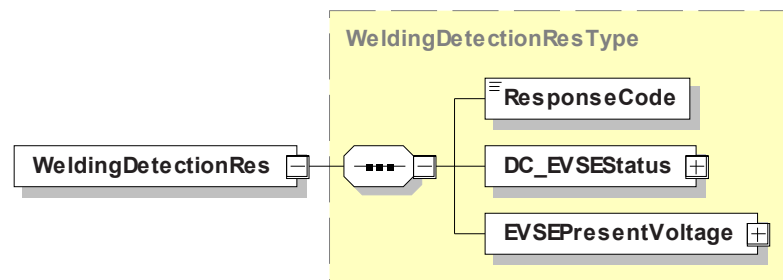 WeldingDetectionResType
ResponseCode
WeldingDetectionRes
DC_EVSEStatus
EVSEPresentVoltage